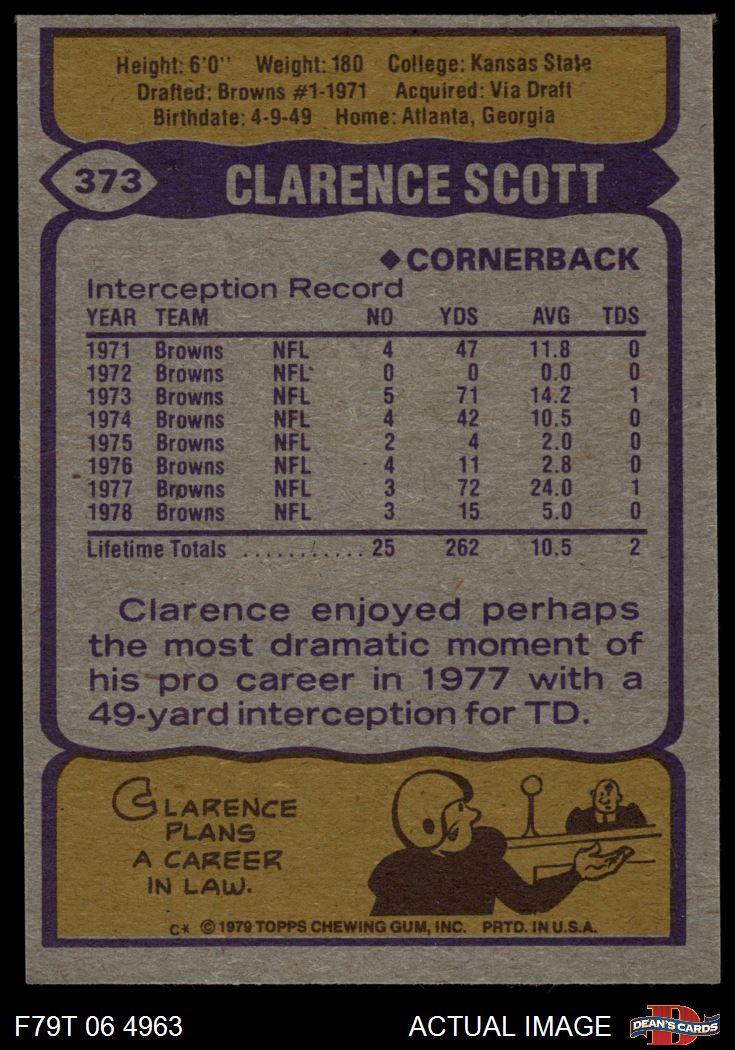 Height: 6'0" Weight: 180 College: Kansas State
Drafted: Browns #1-1971 Acquired: Via Draft
Birthdate: 4-9-49 Home: Atlanta, Georgia
373 CLARENCE SCOTT
◆CORNERBACK
Interception Record
YEAR TEAM NO YDS AVG TDS
1971 Browns NFL 4 47 11.8 0
1972 Browns NFL 0 0 0.0 0
1973 Browns NFL 5 71 14.2 1
1974 Browns NFL 4 42 10.5 0
1975 Browns NFL 2 4 2.0 0
1976 Browns NFL 4 11 2.8 0
1977 Browns NFL 3 72 24.0 1
1978 Browns NFL 3 15 5.0 0
Lifetime Totals ............ 25 262 10.5 2
Clarence enjoyed perhaps
the most dramatic moment of
his pro career in 1977 with a
49-yard interception for TD.
CLARENCE
PLANS
A CAREER
IN LAW.
C* © 1979 TOPPS CHEWING GUM, INC. PRTD. IN U.S.A.
F79T 06 4963 ACTUAL IMAGE D DEAN'S CARDS